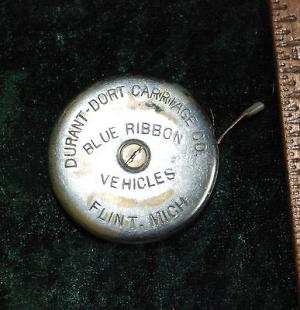 DURANT-DORT CARRIAGE CO.
BLUE RIBBON
VEHICLES
FLINT. MICH